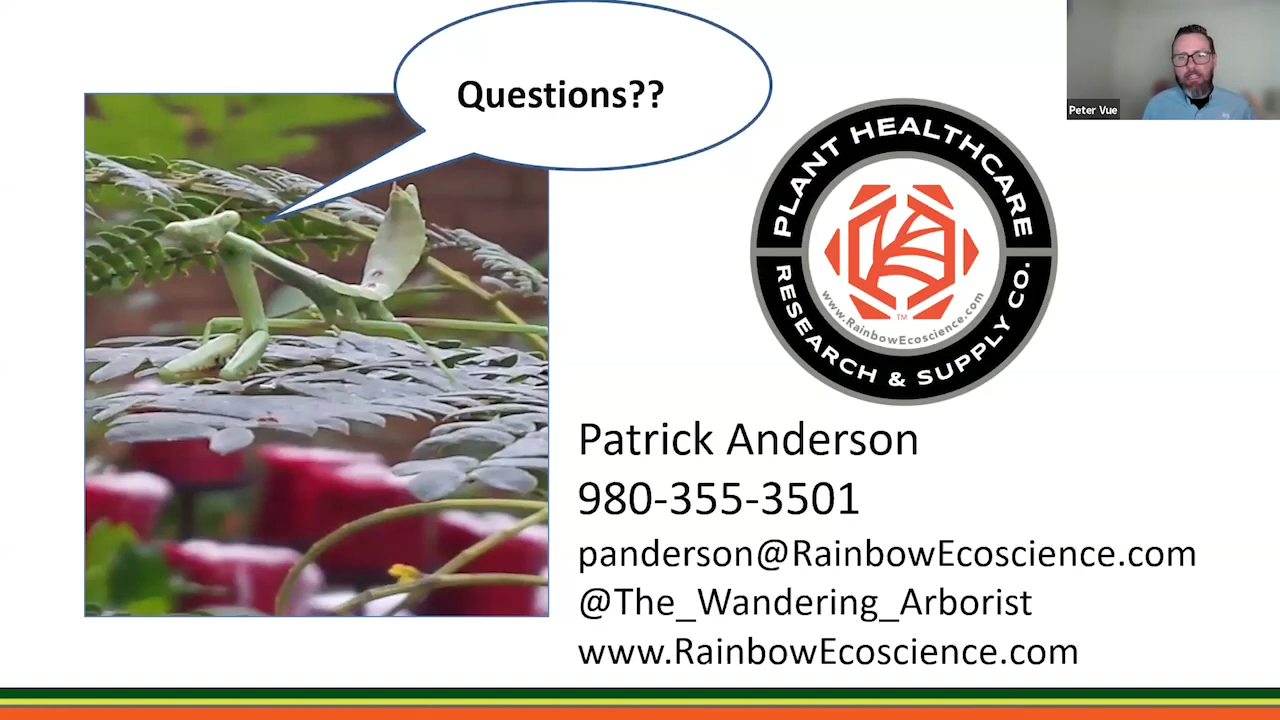 Questions??
Peter Vue
PLANT HEALTHCARE
RESEARCH & SUPPLY CO.
www.RainbowEcoscience.com
TM
Patrick Anderson
980-355-3501
panderson@RainbowEcoscience.com
@The_Wandering_Arborist
www.RainbowEcoscience.com